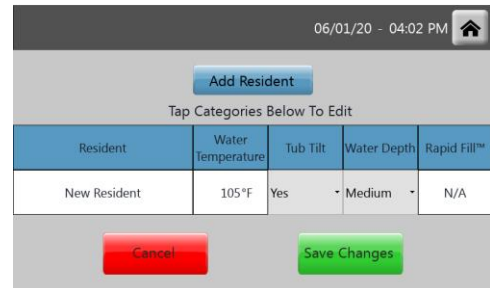 06/01/20 - 04:02 PM
Add Resident
Tap Categories Below To Edit
Resident Water Temperature Tub Tilt Water Depth Rapid Fill™
New Resident 105°F Yes Medium N/A
Cancel Save Changes